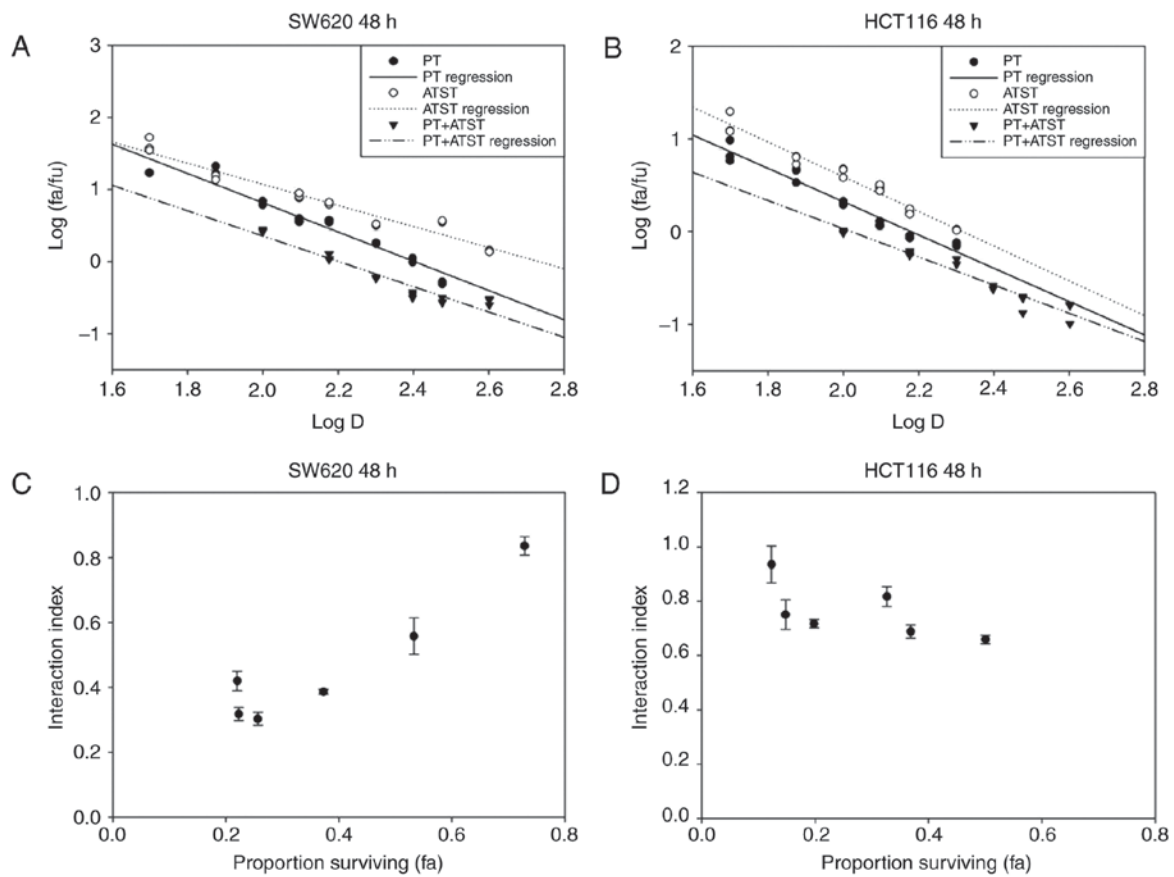 A
SW620 48 h
3
2
1
0
−1
Log (fa/fu)
PT
PT regression
ATST
ATST regression
PT+ATST
PT+ATST regression
1.6 1.8 2.0 2.2 2.4 2.6 2.8
Log D
B
HCT116 48 h
2
1
0
−1
Log (fa/fu)
PT
PT regression
ATST
ATST regression
PT+ATST
PT+ATST regression
1.6 1.8 2.0 2.2 2.4 2.6 2.8
Log D
C
SW620 48 h
1.0
0.8
0.6
0.4
0.2
0.0
Interaction index
0.0 0.2 0.4 0.6 0.8
Proportion surviving (fa)
D
HCT116 48 h
1.2
1.0
0.8
0.6
0.4
0.2
0.0
Interaction index
0.0 0.2 0.4 0.6 0.8
Proportion surviving (fa)